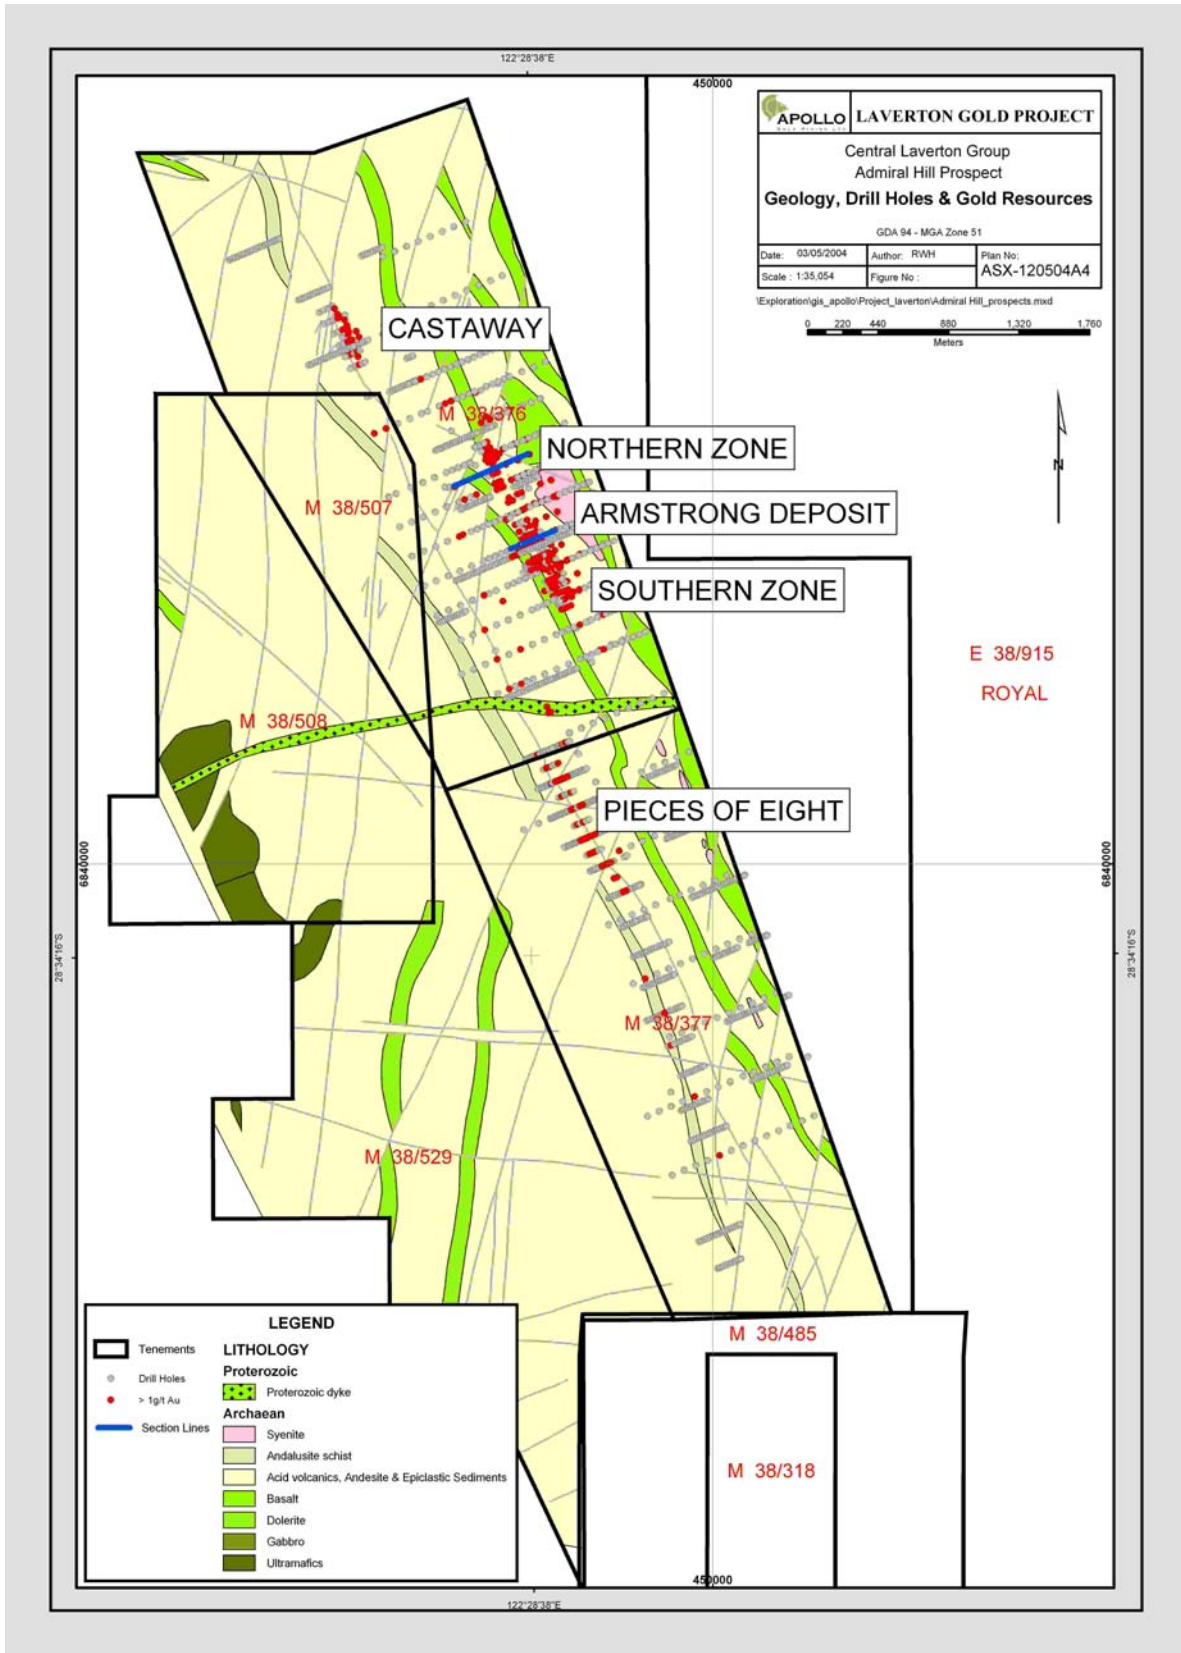 122°28'38"E
450000
APOLLO
LAVERTON GOLD PROJECT
Central Laverton Group
Admiral Hill Prospect
Geology, Drill Holes & Gold Resources
GDA 94 - MGA Zone 51
Date: 03/05/2004
Author: RWH
Plan No:
ASX-120504A4
Scale : 1:35,054
Figure No :
\Exploration\gis_apollo\Project_laverton\Admiral Hill_prospects.mxd
0 220 440 880 1,320 1,760
Meters
CASTAWAY
M 38/376
NORTHERN ZONE
N
M 38/507
ARMSTRONG DEPOSIT
SOUTHERN ZONE
E 38/915
ROYAL
M 38/508
PIECES OF EIGHT
6840000
6840000
28°34'16"S
28°34'16"S
M 38/377
M 38/529
M 38/485
M 38/318
LEGEND
Tenements
Drill Holes
> 1g/t Au
Section Lines
LITHOLOGY
Proterozoic
Proterozoic dyke
Archaean
Syenite
Andalusite schist
Acid volcanics, Andesite & Epiclastic Sediments
Basalt
Dolerite
Gabbro
Ultramafics
450000
122°28'38"E